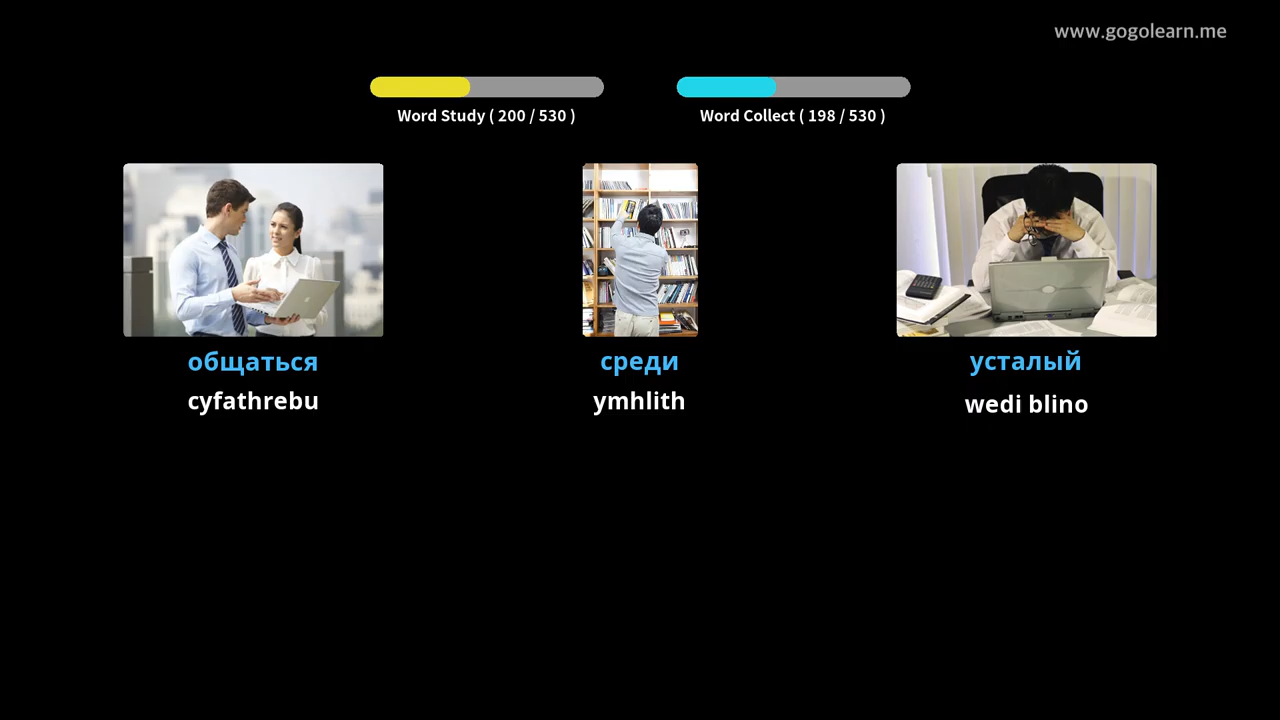 www.gogolearn.me
Word Study ( 200 / 530 )
Word Collect ( 198 / 530 )
общаться
среди
усталый
cyfathrebu
ymhlith
wedi blino